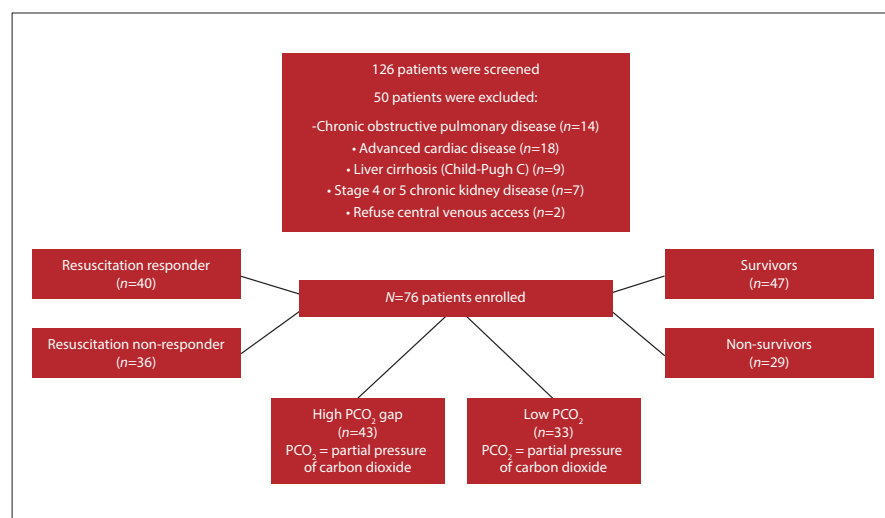 126 patients were screened
50 patients were excluded:
-Chronic obstructive pulmonary disease (n=14)
• Advanced cardiac disease (n=18)
• Liver cirrhosis (Child-Pugh C) (n=9)
• Stage 4 or 5 chronic kidney disease (n=7)
• Refuse central venous access (n=2)
Resuscitation responder
(n=40)
Survivors
(n=47)
N=76 patients enrolled
Resuscitation non-responder
(n=36)
Non-survivors
(n=29)
High PCO₂ gap
(n=43)
PCO₂ = partial pressure
of carbon dioxide
Low PCO₂
(n=33)
PCO₂ = partial pressure
of carbon dioxide